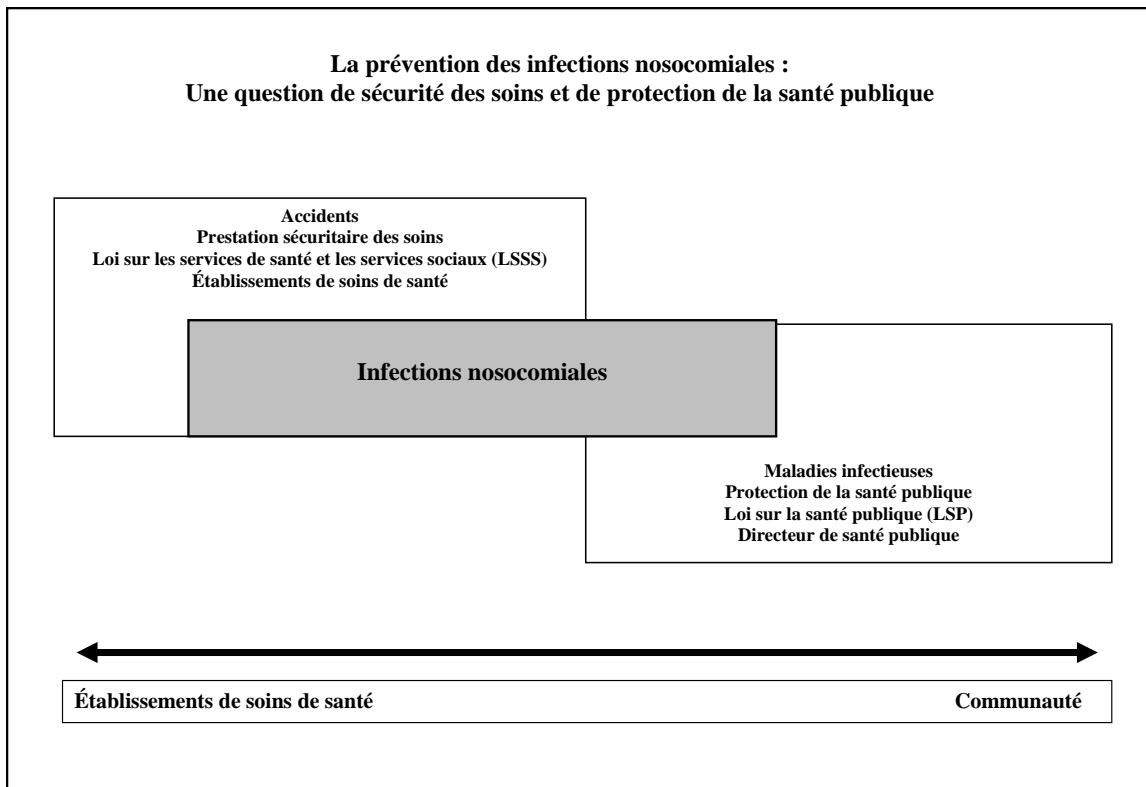 La prévention des infections nosocomiales :
Une question de sécurité des soins et de protection de la santé publique
Accidents
Prestation sécuritaire des soins
Loi sur les services de santé et les services sociaux (LSSS)
Établissements de soins de santé
Infections nosocomiales
Maladies infectieuses
Protection de la santé publique
Loi sur la santé publique (LSP)
Directeur de santé publique
Établissements de soins de santé
Communauté